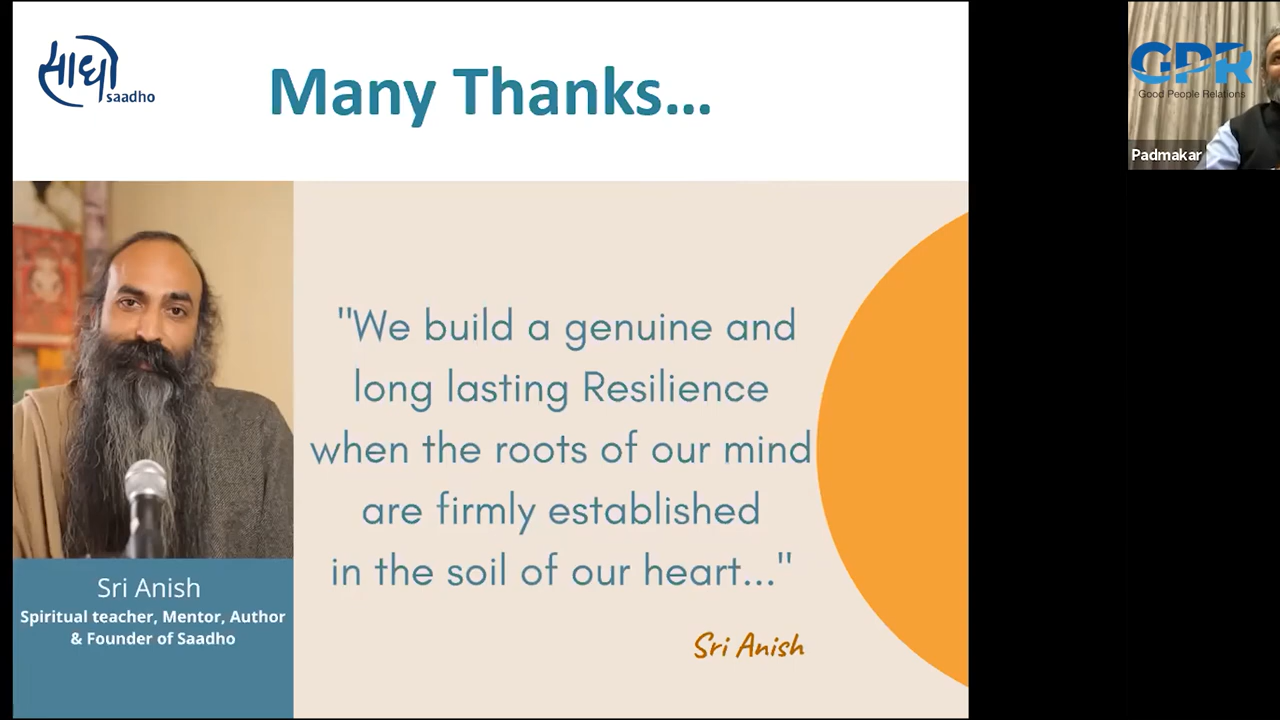 साधो
saadho
Many Thanks...
"We build a genuine and
long lasting Resilience
when the roots of our mind
are firmly established
in the soil of our heart..."
Sri Anish
Sri Anish
Spiritual teacher, Mentor, Author
& Founder of Saadho
GPR
Good People Relations
Padmakar